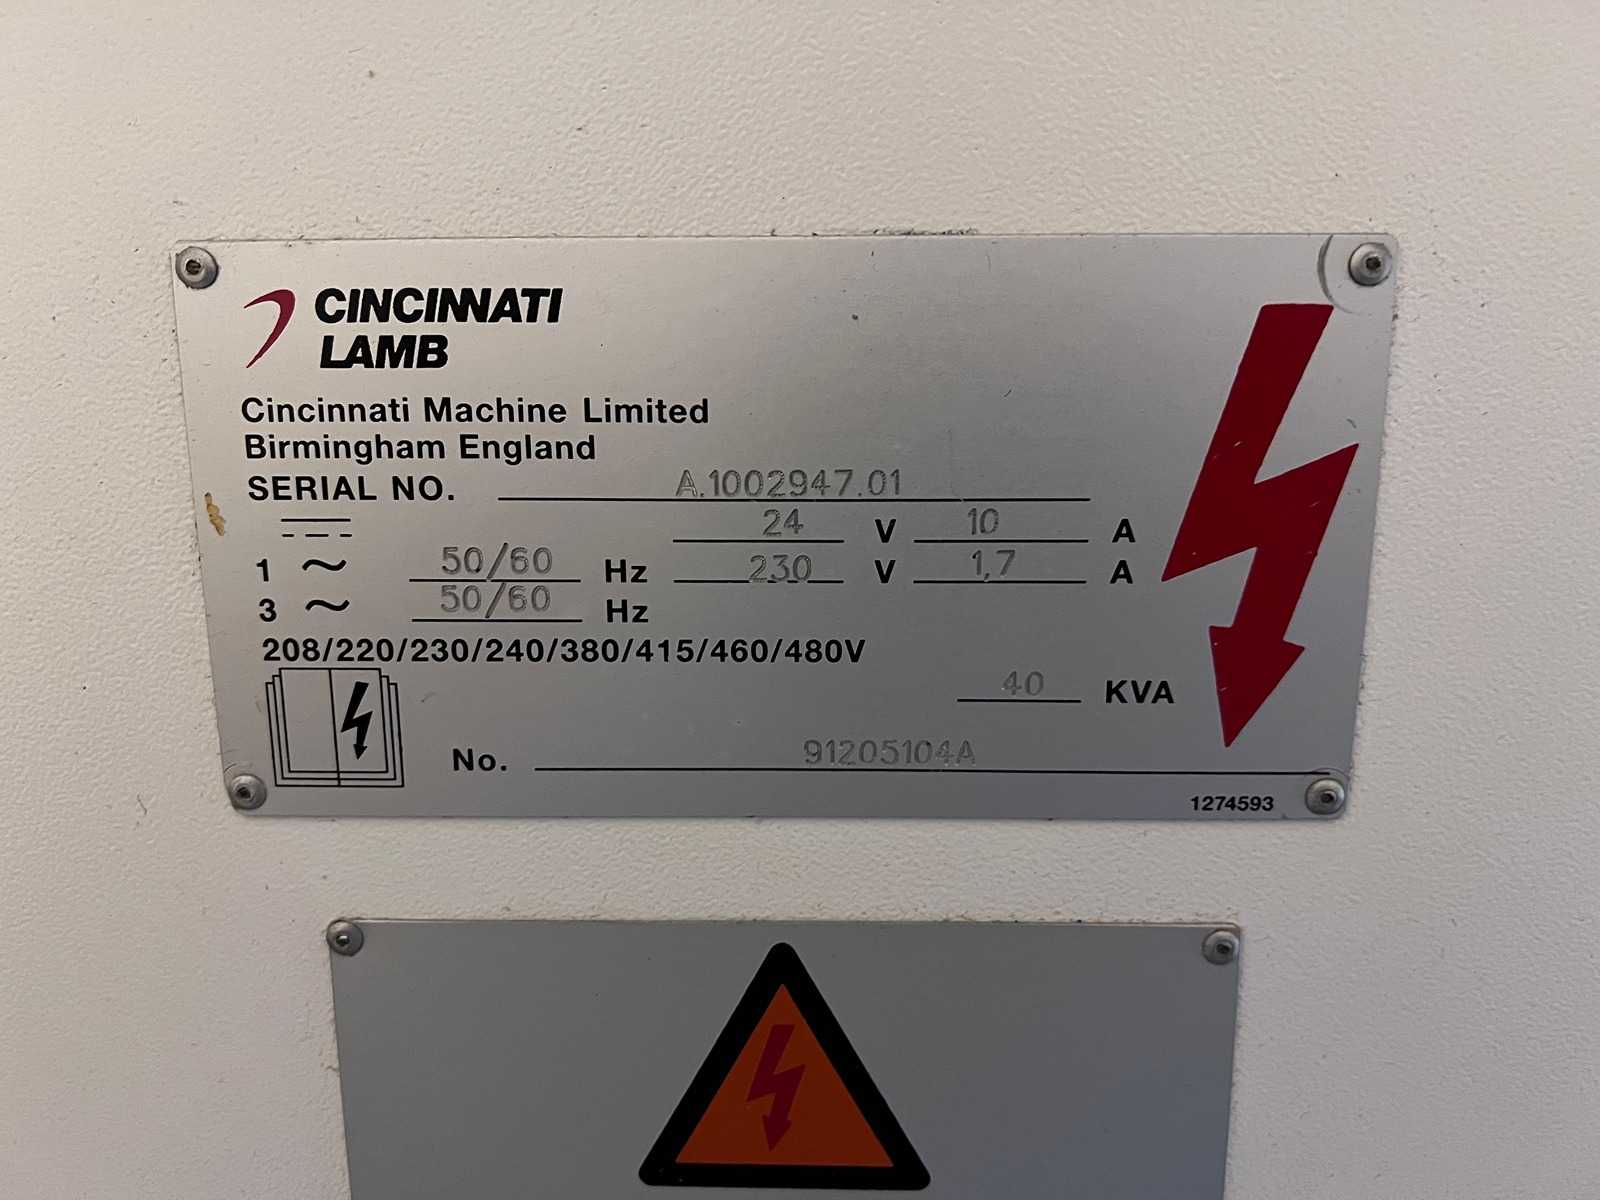 CINCINNATI
LAMB
Cincinnati Machine Limited
Birmingham England
SERIAL NO. A.1002947.01
24 V 10 A
1 ~ 50/60 Hz 230 V 1,7 A
3 ~ 50/60 Hz
208/220/230/240/380/415/460/480V
40 KVA
No. 91205104A
1274593